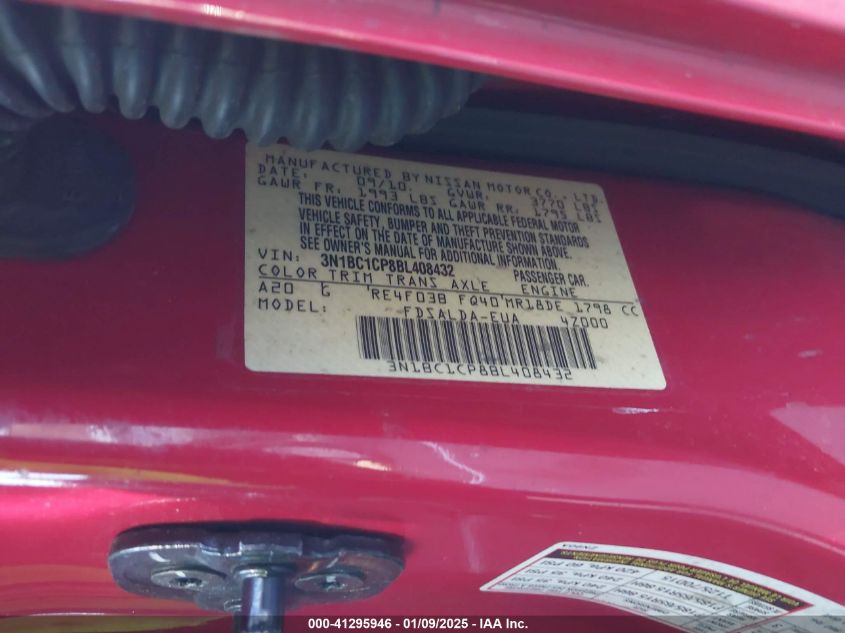 MANUFACTURED BY NISSAN MOTOR CO., LTD.
DATE: 09/10 GVWR: 3770 LBS
GAWR FR: 1993 LBS GAWR RR: 1795 LBS
THIS VEHICLE CONFORMS TO ALL APPLICABLE FEDERAL MOTOR
VEHICLE SAFETY, BUMPER AND THEFT PREVENTION STANDARDS
IN EFFECT ON THE DATE OF MANUFACTURE SHOWN ABOVE.
SEE OWNER'S MANUAL FOR ADDITIONAL INFORMATION.
VIN: 3N1BC1CP8BL408432 PASSENGER CAR.
COLOR TRIM TRANS AXLE ENGINE
A20 G RE4F03B FQ40 MR18DE 1798 CC
MODEL: FDSALDA-EUA 4Z000
3N1BC1CP8BL408432
000-41295946 - 01/09/2025 - IAA Inc.